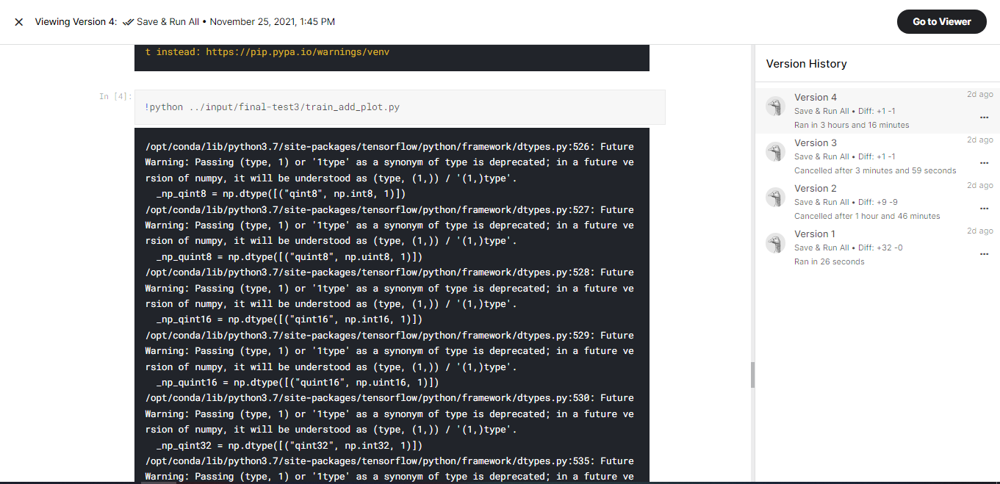 Viewing Version 4: Save & Run All • November 25, 2021, 1:45 PM
Go to Viewer
t instead: https://pip.pypa.io/warnings/venv
In [4]:
!python ../input/final-test3/train_add_plot.py
/opt/conda/lib/python3.7/site-packages/tensorflow/python/framework/dtypes.py:526: Future
Warning: Passing (type, 1) or '1type' as a synonym of type is deprecated; in a future ve
rsion of numpy, it will be understood as (type, (1,)) / '(1,)type'.
  _np_qint8 = np.dtype([("qint8", np.int8, 1)])
/opt/conda/lib/python3.7/site-packages/tensorflow/python/framework/dtypes.py:527: Future
Warning: Passing (type, 1) or '1type' as a synonym of type is deprecated; in a future ve
rsion of numpy, it will be understood as (type, (1,)) / '(1,)type'.
  _np_quint8 = np.dtype([("quint8", np.uint8, 1)])
/opt/conda/lib/python3.7/site-packages/tensorflow/python/framework/dtypes.py:528: Future
Warning: Passing (type, 1) or '1type' as a synonym of type is deprecated; in a future ve
rsion of numpy, it will be understood as (type, (1,)) / '(1,)type'.
  _np_qint16 = np.dtype([("qint16", np.int16, 1)])
/opt/conda/lib/python3.7/site-packages/tensorflow/python/framework/dtypes.py:529: Future
Warning: Passing (type, 1) or '1type' as a synonym of type is deprecated; in a future ve
rsion of numpy, it will be understood as (type, (1,)) / '(1,)type'.
  _np_quint16 = np.dtype([("quint16", np.uint16, 1)])
/opt/conda/lib/python3.7/site-packages/tensorflow/python/framework/dtypes.py:530: Future
Warning: Passing (type, 1) or '1type' as a synonym of type is deprecated; in a future ve
rsion of numpy, it will be understood as (type, (1,)) / '(1,)type'.
  _np_qint32 = np.dtype([("qint32", np.int32, 1)])
/opt/conda/lib/python3.7/site-packages/tensorflow/python/framework/dtypes.py:535: Future
Warning: Passing (type, 1) or '1type' as a synonym of type is deprecated; in a future ve
Version History
Version 4
2d ago
Save & Run All • Diff: +1 -1
Ran in 3 hours and 16 minutes
Version 3
2d ago
Save & Run All • Diff: +1 -1
Cancelled after 3 minutes and 59 seconds
Version 2
2d ago
Save & Run All • Diff: +9 -9
Cancelled after 1 hour and 46 minutes
Version 1
2d ago
Save & Run All • Diff: +32 -0
Ran in 26 seconds